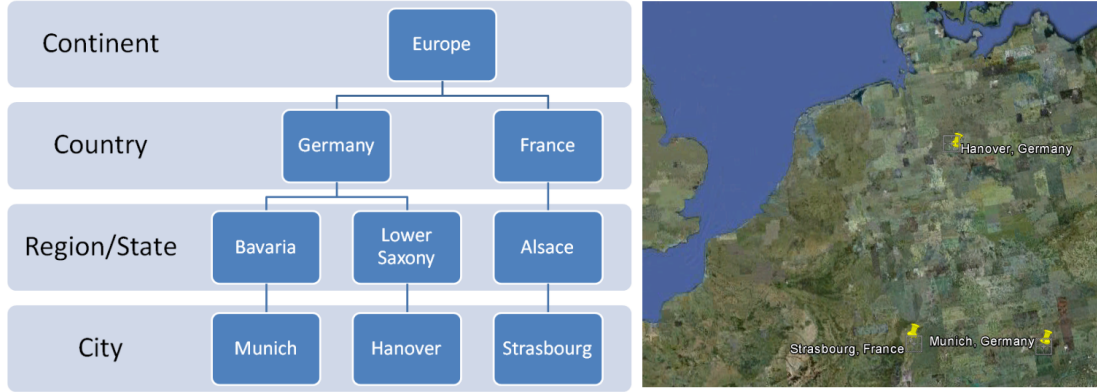 Continent
Europe
Country
Germany
France
Region/State
Bavaria
Lower
Saxony
Alsace
City
Munich
Hanover
Strasbourg
Hanover, Germany
Strasbourg, France
Munich, Germany